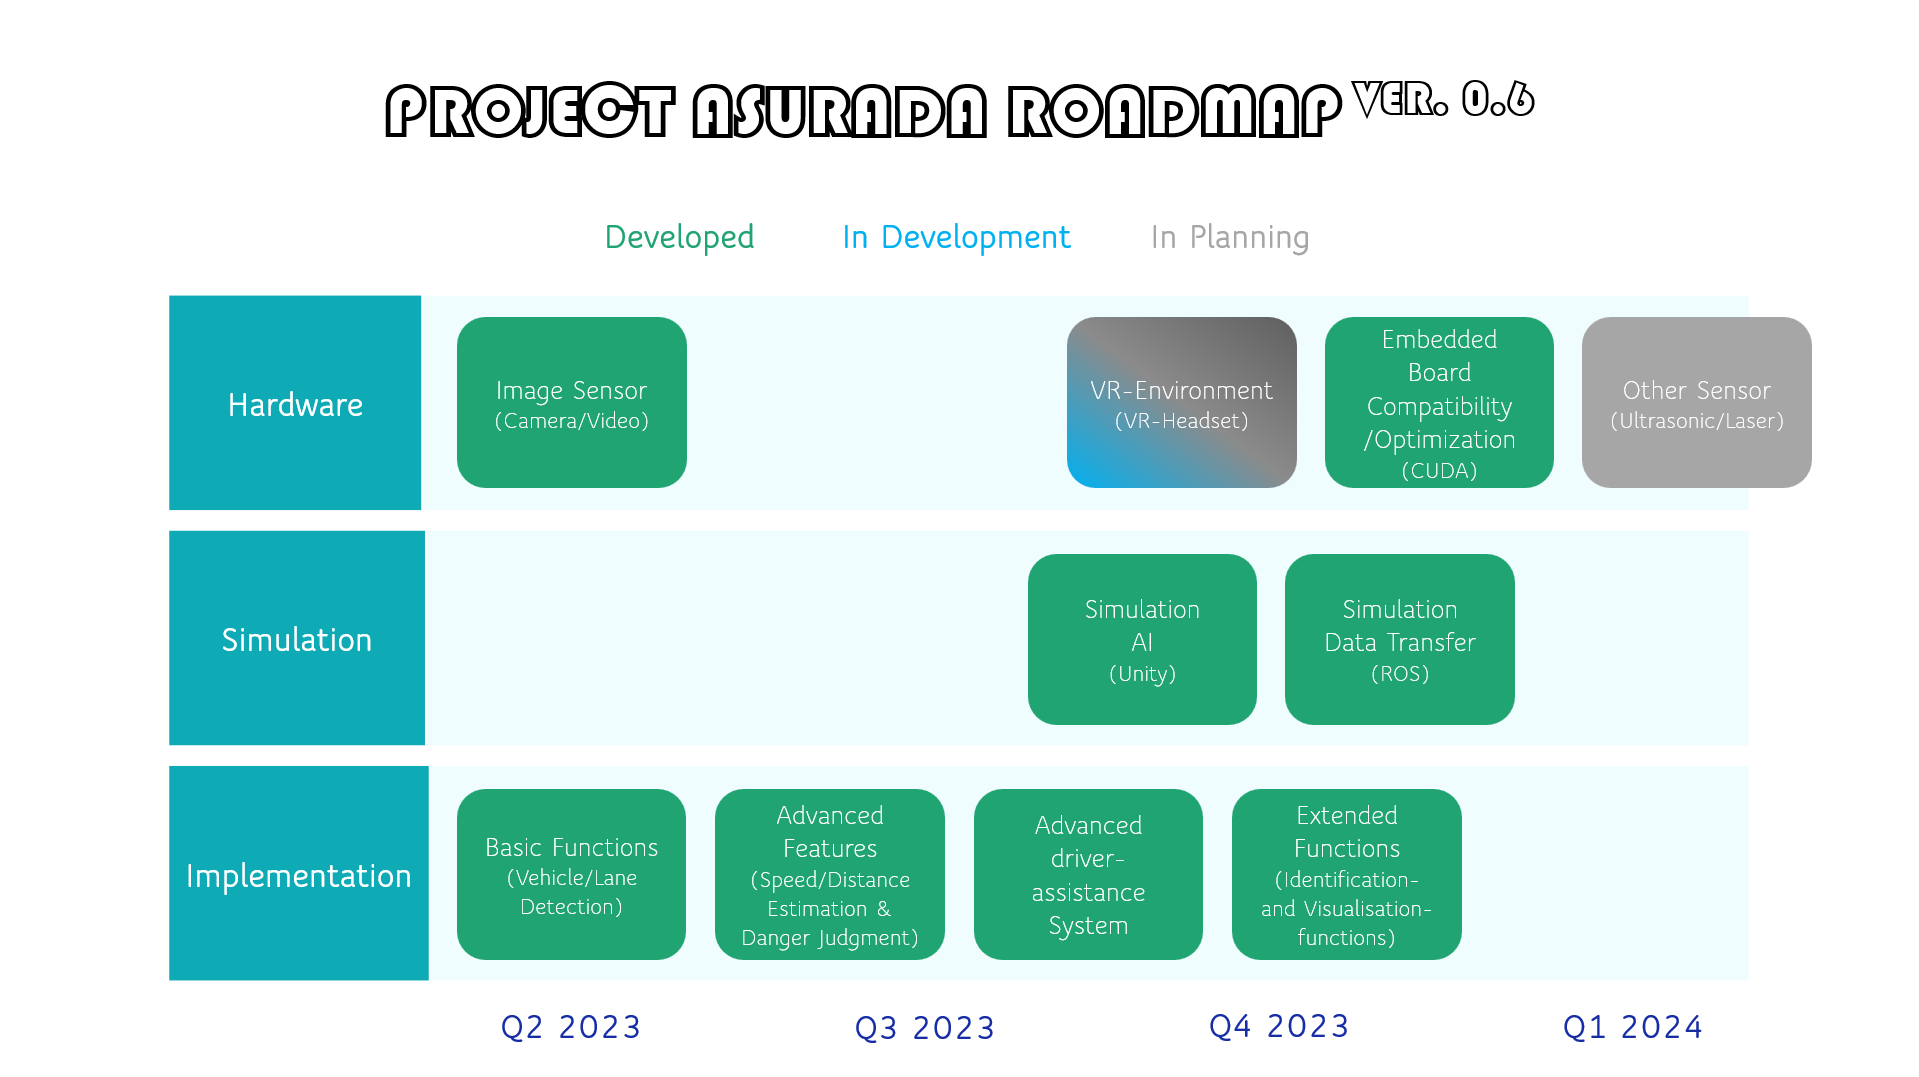 PROJECT ASURADA ROADMAP VER. 0.6
Developed In Development In Planning
Hardware
Image Sensor
(Camera/Video)
VR-Environment
(VR-Headset)
Embedded
Board
Compatibility
/Optimization
(CUDA)
Other Sensor
(Ultrasonic/Laser)
Simulation
Simulation
AI
(Unity)
Simulation
Data Transfer
(ROS)
Implementation
Basic Functions
(Vehicle/Lane
Detection)
Advanced
Features
(Speed/Distance
Estimation &
Danger Judgment)
Advanced
driver-
assistance
System
Extended
Functions
(Identification-
and Visualisation-
functions)
Q2 2023 Q3 2023 Q4 2023 Q1 2024